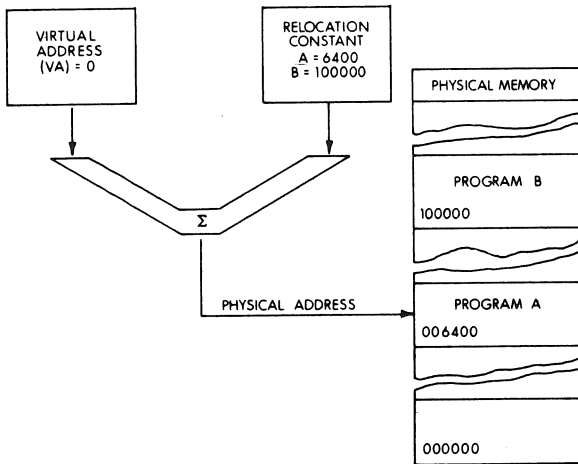 VIRTUAL
ADDRESS
(VA) = 0
RELOCATION
CONSTANT
A = 6400
B = 100000
PHYSICAL MEMORY
PROGRAM B
100000
Σ
PHYSICAL ADDRESS
PROGRAM A
006400
000000